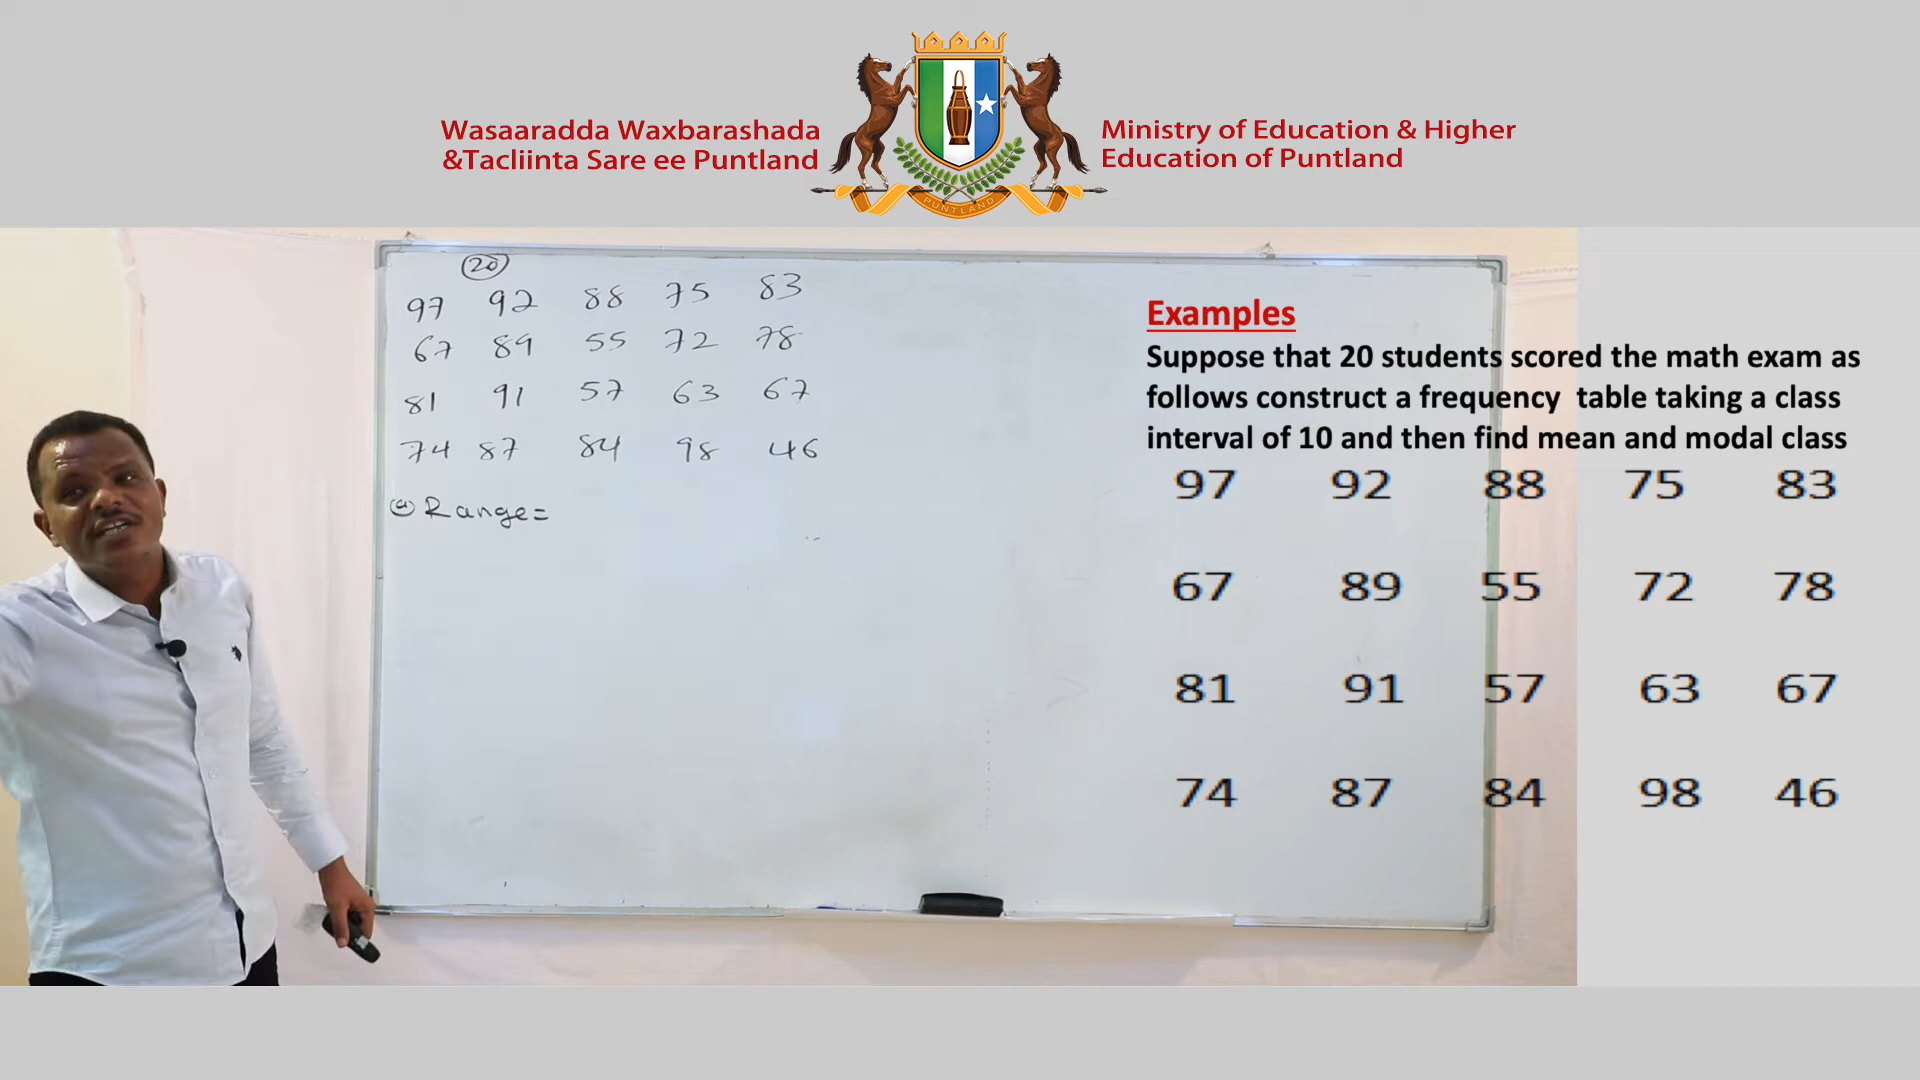 Wasaaradda Waxbarashada
&Tacliinta Sare ee Puntland
Ministry of Education & Higher
Education of Puntland
PUNTLAND
20
97 92 88 75 83
67 89 55 72 78
81 91 57 63 67
74 87 84 98 46
a Range=
Examples
Suppose that 20 students scored the math exam as
follows construct a frequency table taking a class
interval of 10 and then find mean and modal class
97 92 88 75 83
67 89 55 72 78
81 91 57 63 67
74 87 84 98 46